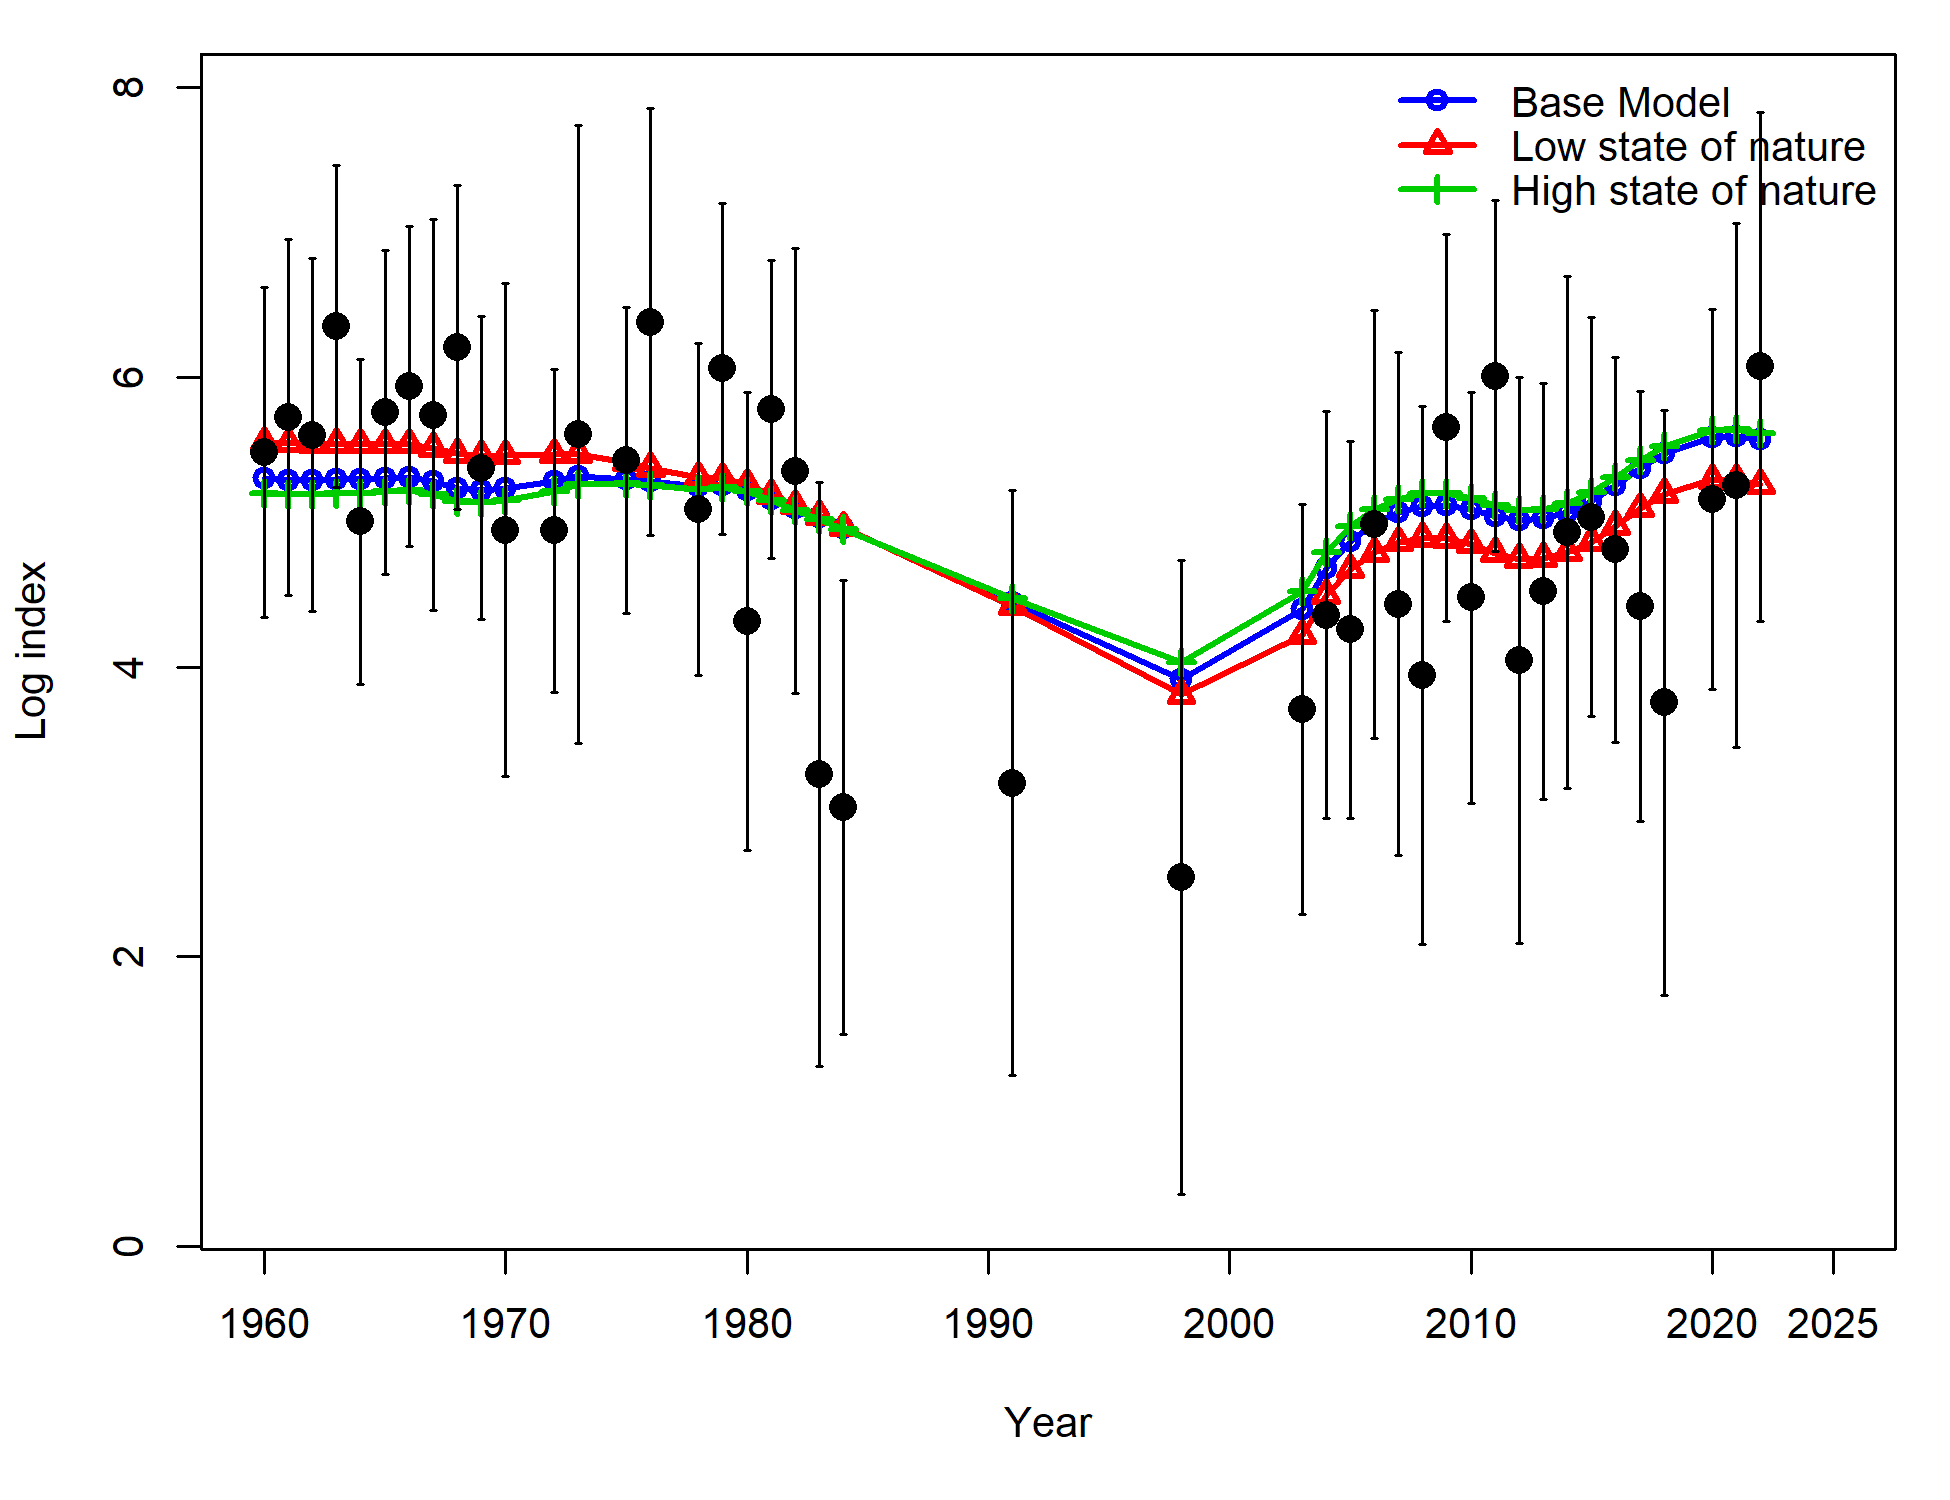 8
6
4
2
0
Log index
Base Model
Low state of nature
High state of nature
1960 1970 1980 1990 2000 2010 2020 2025
Year